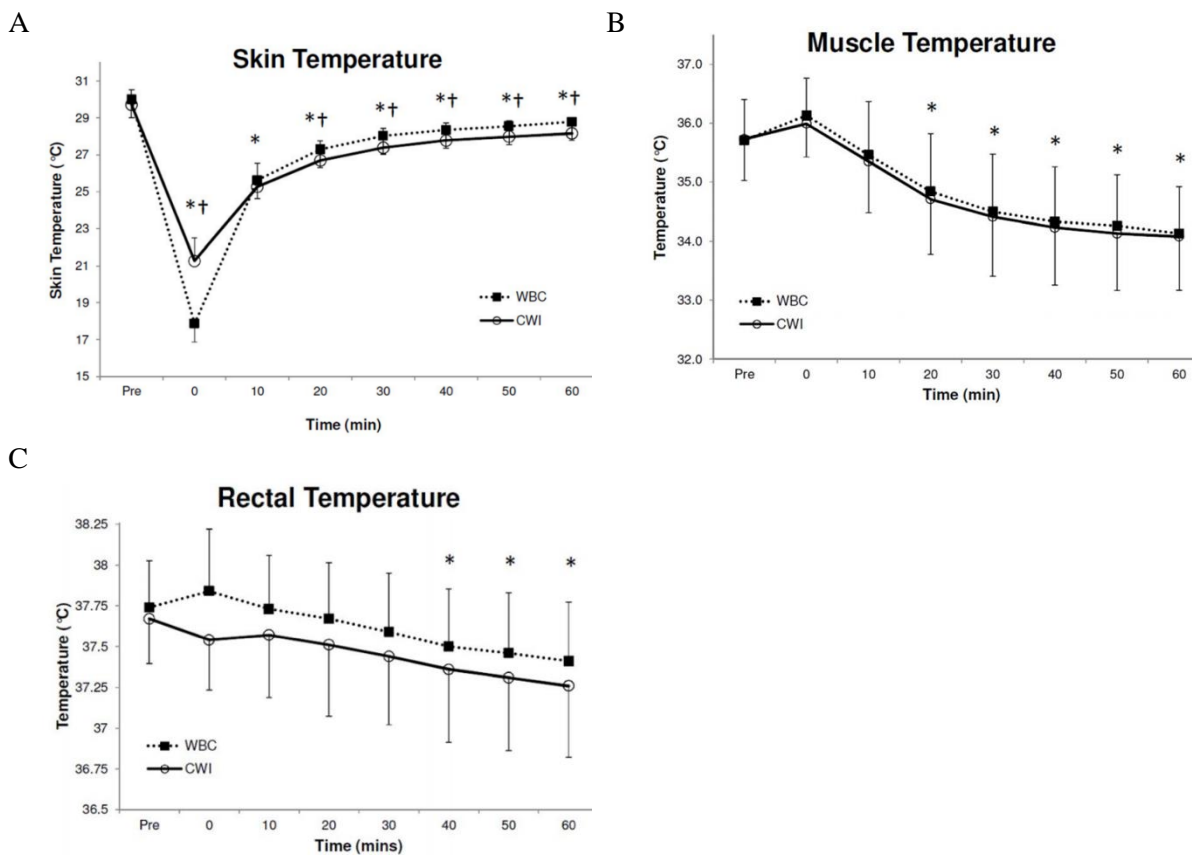 A
Skin Temperature
31
29
27
25
23
21
19
17
15
Skin Temperature (°C)
*†
*
*†
*†
*†
*†
*†
WBC
CWI
Pre 0 10 20 30 40 50 60
Time (min)
B
Muscle Temperature
37.0
36.0
35.0
34.0
33.0
32.0
Temperature (°C)
*
*
*
*
*
WBC
CWI
Pre 0 10 20 30 40 50 60
Time (min)
C
Rectal Temperature
38.25
38
37.75
37.5
37.25
37
36.75
36.5
Temperature (°C)
* * *
WBC
CWI
Pre 0 10 20 30 40 50 60
Time (mins)